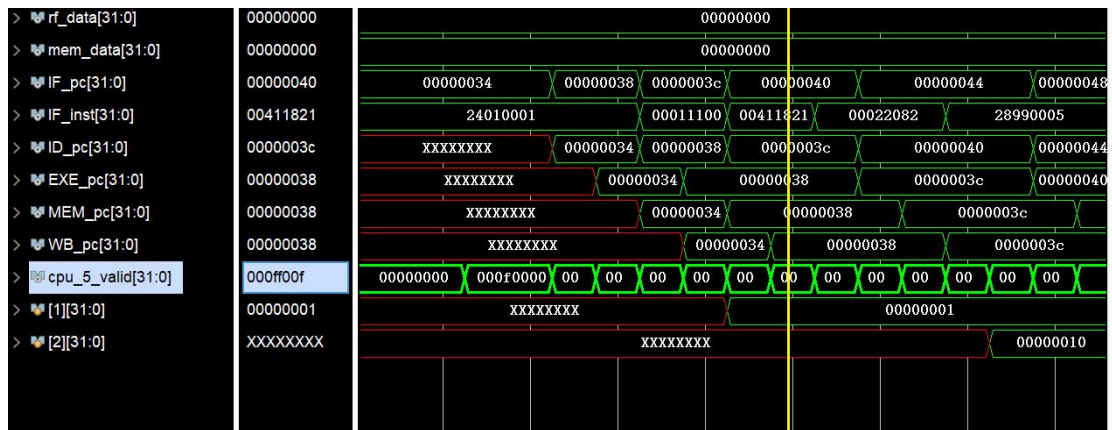 rf_data[31:0] 00000000 00000000
mem_data[31:0] 00000000 00000000
IF_pc[31:0] 00000040 00000034 00000038 0000003c 00000040 00000044 00000048
IF_inst[31:0] 00411821 24010001 00011100 00411821 00022082 28990005
ID_pc[31:0] 0000003c XXXXXXXX 00000034 00000038 0000003c 00000040 00000044
EXE_pc[31:0] 00000038 XXXXXXXX 00000034 00000038 0000003c 00000040
MEM_pc[31:0] 00000038 XXXXXXXX 00000034 00000038 0000003c
WB_pc[31:0] 00000038 XXXXXXXX 00000034 00000038 0000003c
cpu_5_valid[31:0] 000ff00f 00000000 000f0000 00 00 00 00 00 00 00 00 00 00 00
[1][31:0] 00000001 XXXXXXXX 00000001
[2][31:0] XXXXXXXX XXXXXXXX 00000010